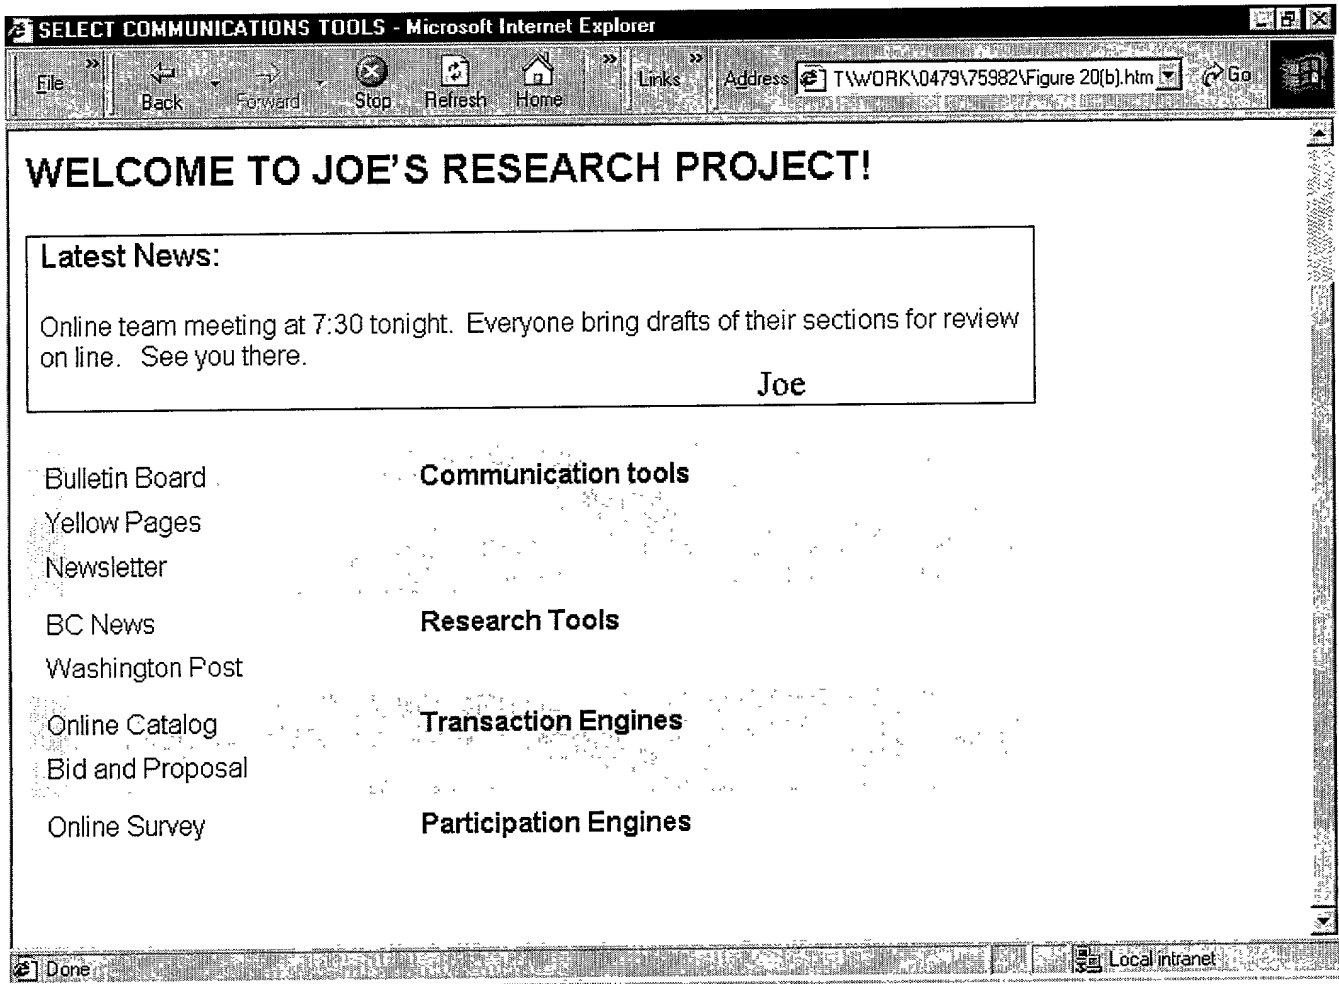 SELECT COMMUNICATIONS TOOLS - Microsoft Internet Explorer
File » Back Forward Stop Refresh Home » Links » Address T\WORK\0479\75982\Figure 20(b).htm Go
WELCOME TO JOE'S RESEARCH PROJECT!
Latest News:
Online team meeting at 7:30 tonight. Everyone bring drafts of their sections for review
on line. See you there.
Joe
Bulletin Board Communication tools
Yellow Pages
Newsletter
BC News Research Tools
Washington Post
Online Catalog Transaction Engines
Bid and Proposal
Online Survey Participation Engines
Done Local intranet